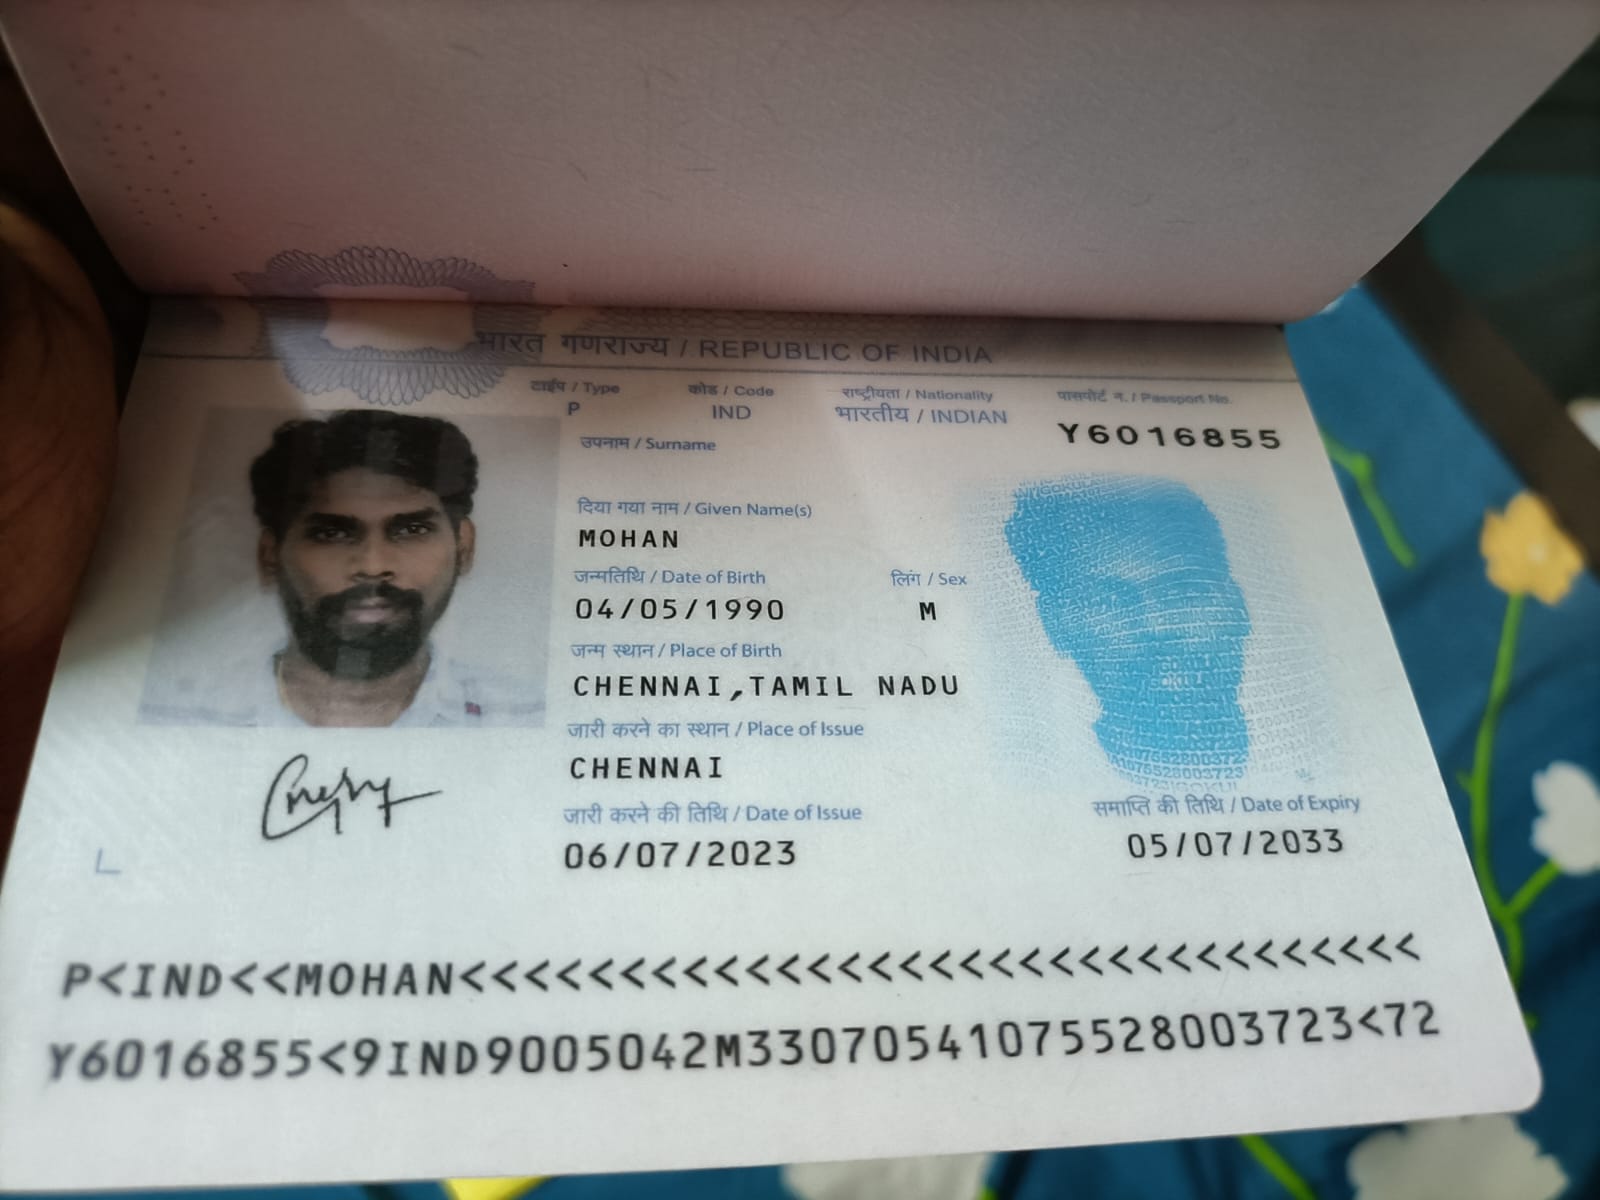 भारत गणराज्य / REPUBLIC OF INDIA
टाईप / Type कोड / Code राष्ट्रीयता / Nationality पासपोर्ट न. / Passport No.
P IND भारतीय / INDIAN Y6016855
उपनाम / Surname
दिया गया नाम / Given Name(s)
MOHAN
जन्मतिथि / Date of Birth लिंग / Sex
04/05/1990 M
जन्म स्थान / Place of Birth
CHENNAI,TAMIL NADU
जारी करने का स्थान / Place of Issue
CHENNAI
जारी करने की तिथि / Date of Issue समाप्ति की तिथि / Date of Expiry
06/07/2023 05/07/2033
P<IND<<MOHAN<<<<<<<<<<<<<<<<<<<<<<<<<<<<<<<<
Y6016855<9IND9005042M3307054107552800372​3<72